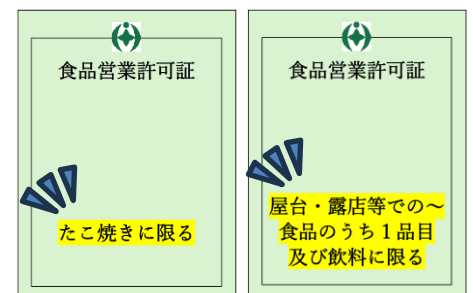 食品営業許可証
たこ焼きに限る
食品営業許可証
屋台・露店等での～
食品のうち１品目
及び飲料に限る